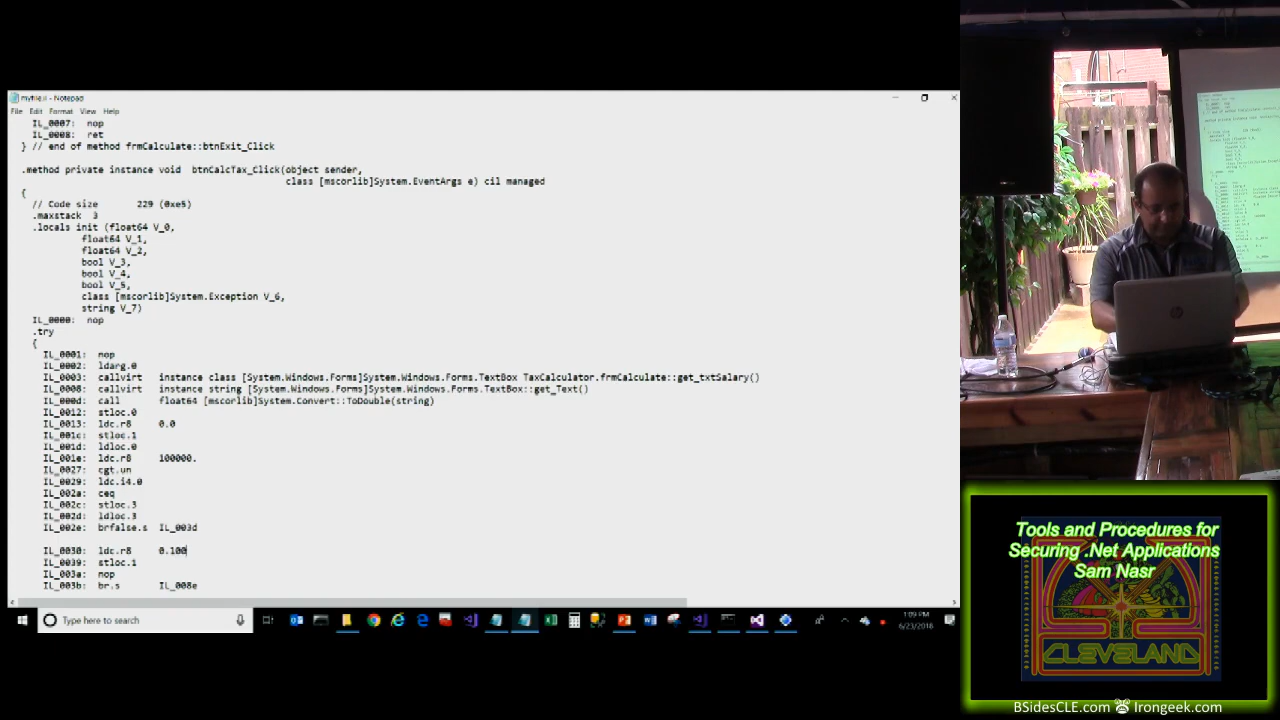 myfile.il - Notepad
File Edit Format View Help
IL_0007: nop
IL_0008: ret
} // end of method frmCalculate::btnExit_Click
.method private instance void btnCalcTax_Click(object sender,
class [mscorlib]System.EventArgs e) cil managed
{
// Code size 229 (0xe5)
.maxstack 3
.locals init (float64 V_0,
float64 V_1,
float64 V_2,
bool V_3,
bool V_4,
bool V_5,
class [mscorlib]System.Exception V_6,
string V_7)
IL_0000: nop
.try
{
IL_0001: nop
IL_0002: ldarg.0
IL_0003: callvirt instance class [System.Windows.Forms]System.Windows.Forms.TextBox TaxCalculator.frmCalculate::get_txtSalary()
IL_0008: callvirt instance string [System.Windows.Forms]System.Windows.Forms.TextBox::get_Text()
IL_000d: call float64 [mscorlib]System.Convert::ToDouble(string)
IL_0012: stloc.0
IL_0013: ldc.r8 0.0
IL_001c: stloc.1
IL_001d: ldloc.0
IL_001e: ldc.r8 100000.
IL_0027: cgt.un
IL_0029: ldc.i4.0
IL_002a: ceq
IL_002c: stloc.3
IL_002d: ldloc.3
IL_002e: brfalse.s IL_003d
IL_0030: ldc.r8 0.100
IL_0039: stloc.1
IL_003a: nop
IL_003b: br.s IL_008e
Type here to search
1:09 PM
6/23/2018
Tools and Procedures for
Securing .Net Applications
Sam Nasr
CLEVELAND
BSidesCLE.com Irongeek.com